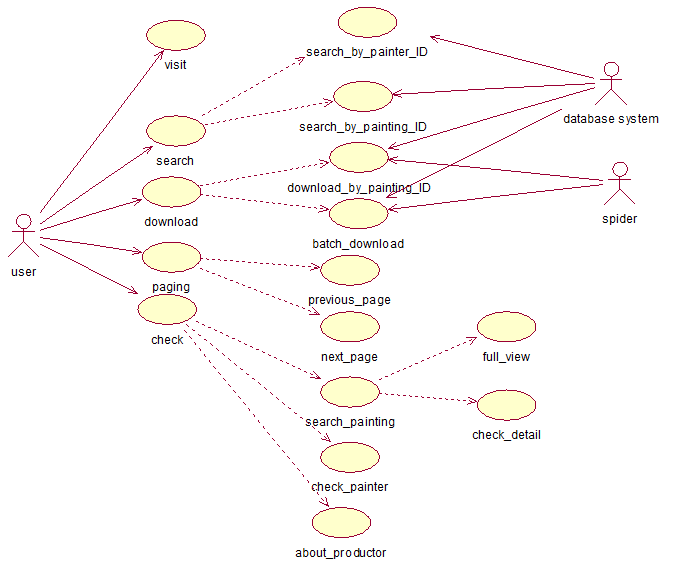 search_by_painter_ID
visit
database system
search_by_painting_ID
search
download_by_painting_ID
spider
download
batch_download
user
paging
previous_page
check
next_page
full_view
search_painting
check_detail
check_painter
about_productor